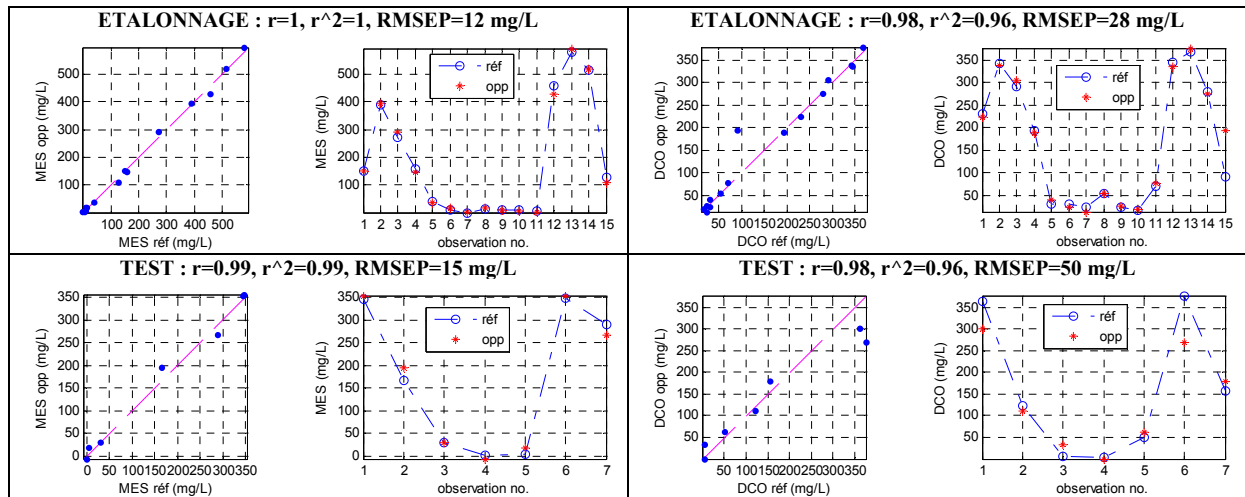 ETALONNAGE : r=1, r^2=1, RMSEP=12 mg/L
MES opp (mg/L)
500
400
300
200
100
100 200 300 400 500
MES réf (mg/L)
MES opp (mg/L)
500
400
300
200
100
réf
opp
1 2 3 4 5 6 7 8 9 10 11 12 13 14 15
observation no.
ETALONNAGE : r=0.98, r^2=0.96, RMSEP=28 mg/L
DCO opp (mg/L)
350
300
250
200
150
100
50
50 100150200250300350
DCO réf (mg/L)
DCO opp (mg/L)
350
300
250
200
150
100
50
réf
opp
1 2 3 4 5 6 7 8 9 10 11 12 13 14 15
observation no.
TEST : r=0.99, r^2=0.99, RMSEP=15 mg/L
MES opp (mg/L)
350
300
250
200
150
100
50
0
0 50 100150200250300350
MES réf (mg/L)
MES opp (mg/L)
350
300
250
200
150
100
50
0
réf
opp
1 2 3 4 5 6 7
observation no.
TEST : r=0.98, r^2=0.96, RMSEP=50 mg/L
DCO opp (mg/L)
350
300
250
200
150
100
50
50 100150200250300350
DCO réf (mg/L)
DCO opp (mg/L)
350
300
250
200
150
100
50
réf
opp
1 2 3 4 5 6 7
observation no.